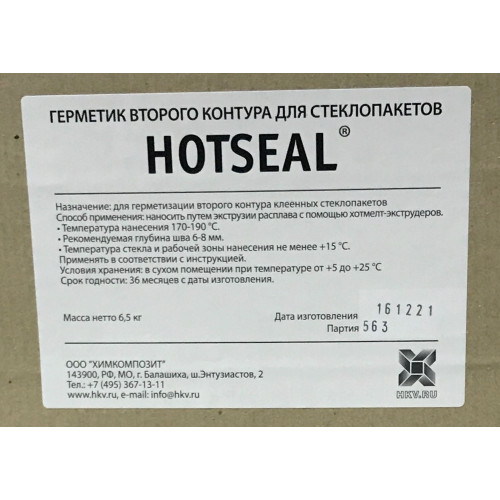 ГЕРМЕТИК ВТОРОГО КОНТУРА ДЛЯ СТЕКЛОПАКЕТОВ
HOTSEAL®
Назначение: для герметизации второго контура клеенных стеклопакетов
Способ применения: наносить путем экструзии расплава с помощью хотмелт-экструдеров.
• Температура нанесения 170-190 °C.
• Рекомендуемая глубина шва 6-8 мм.
• Температура стекла и рабочей зоны нанесения не менее +15 °C.
Применять в соответствии с инструкцией.
Условия хранения: в сухом помещении при температуре от +5 до +25 °C
Срок годности: 36 месяцев с даты изготовления.
Масса нетто 6,5 кг
Дата изготовления 161221
Партия 563
ООО "ХИМКОМПОЗИТ"
143900, РФ, МО, г. Балашиха, ш.Энтузиастов, 2
Тел.: +7 (495) 367-13-11
www.hkv.ru, e-mail: info@hkv.ru
HKV.RU